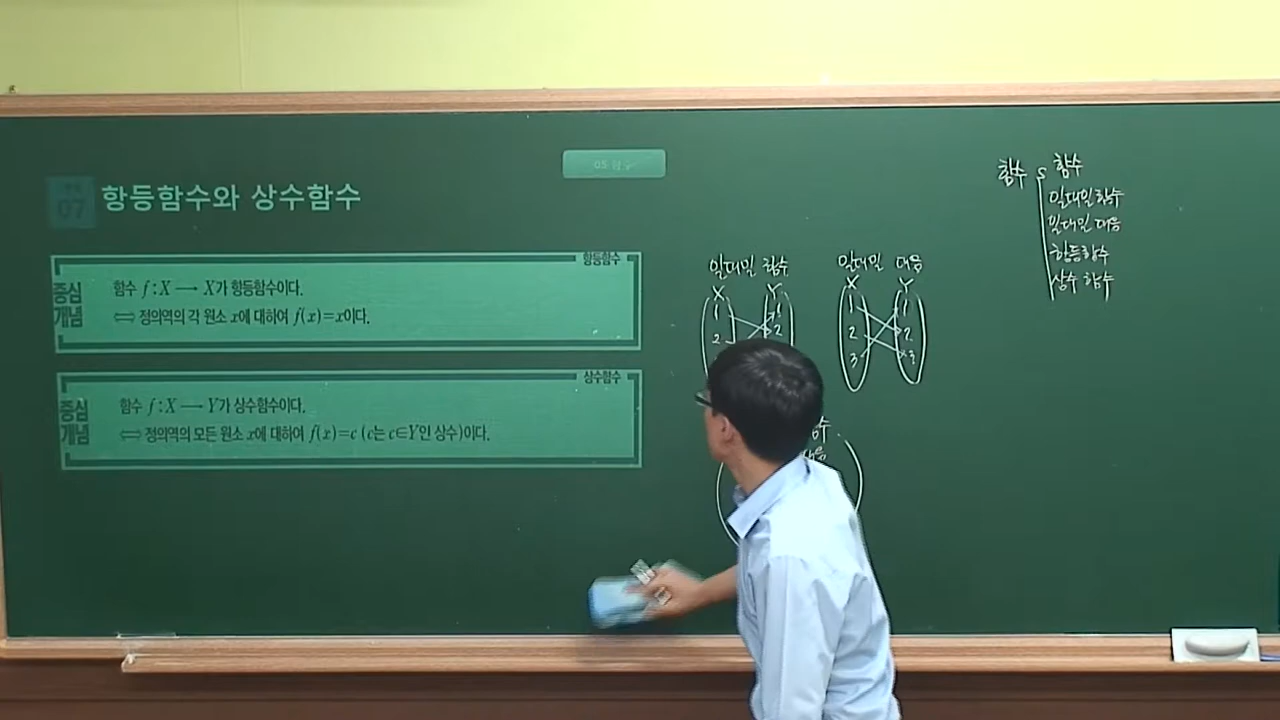 05 함수
07 항등함수와 상수함수
항등함수
중심 개념
함수 f : X → X가 항등함수이다.
⇔ 정의역의 각 원소 x에 대하여 f(x)=x이다.
상수함수
중심 개념
함수 f : X → Y가 상수함수이다.
⇔ 정의역의 모든 원소 x에 대하여 f(x)=c (c는 c∈Y인 상수)이다.
일대일 함수
X Y
1 1
2 2
일대일 대응
X Y
1 1
2 2
3 3
함수
대응
함수 함수
일대일함수
일대일 대응
항등함수
상수 함수